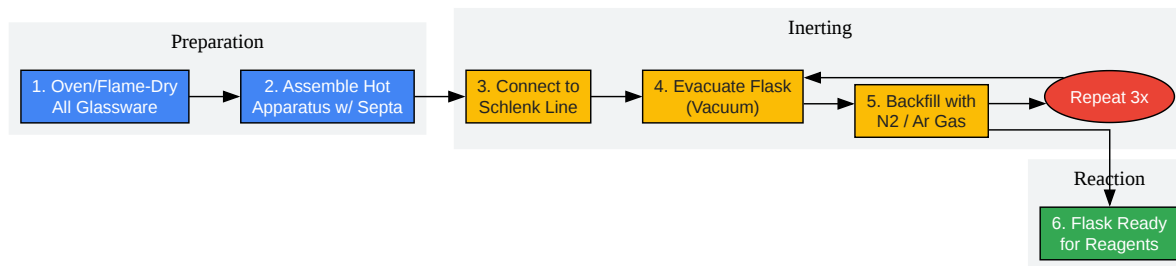 Preparation
1. Oven/Flame-Dry
All Glassware
2. Assemble Hot
Apparatus w/ Septa
Inerting
3. Connect to
Schlenk Line
4. Evacuate Flask
(Vacuum)
5. Backfill with
N2 / Ar Gas
Repeat 3x
Reaction
6. Flask Ready
for Reagents